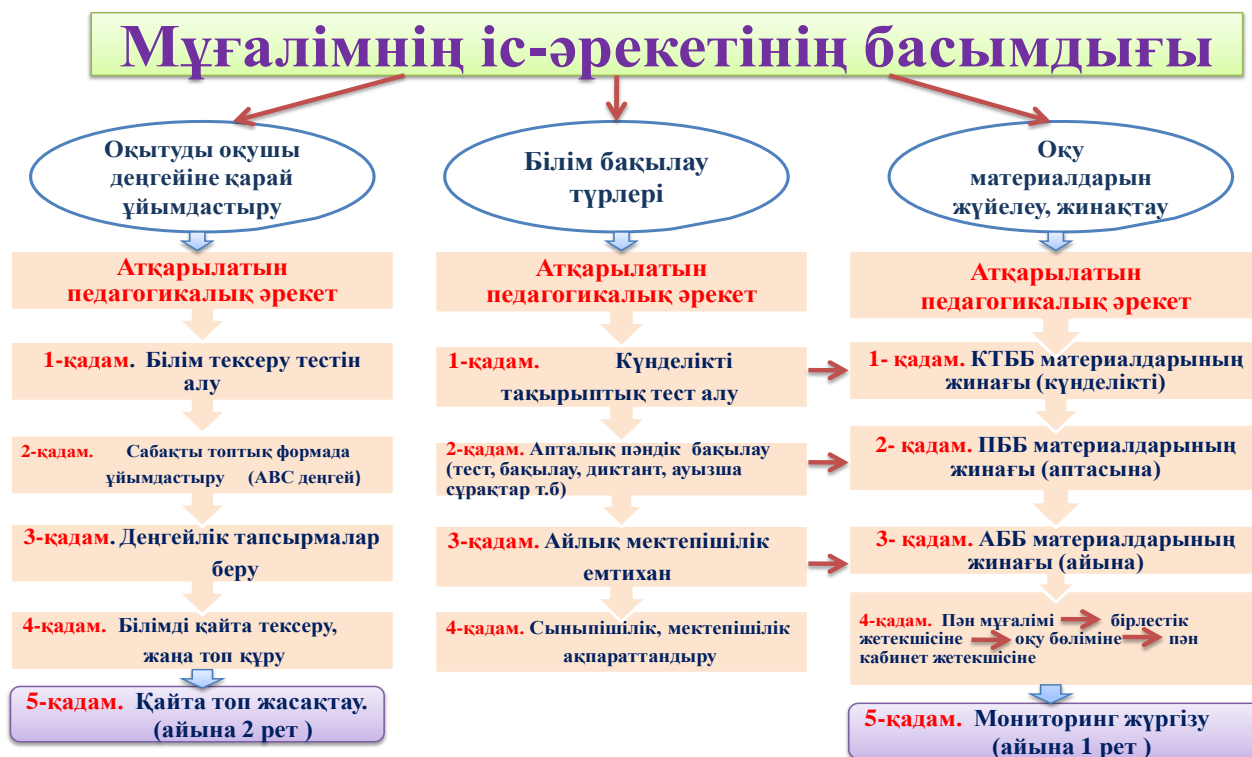 Мұғалімнің іс-әрекетінің басымдығы
Оқытуды оқушы
деңгейіне қарай
ұйымдастыру
Атқарылатын
педагогикалық әрекет
1-қадам. Білім тексеру тестін
алу
2-қадам. Сабақты топтық формада
ұйымдастыру (АВС деңгей)
3-қадам. Деңгейлік тапсырмалар
беру
4-қадам. Білімді қайта тексеру,
жаңа топ құру
5-қадам. Қайта топ жасақтау.
(айына 2 рет )
Білім бақылау
түрлері
Атқарылатын
педагогикалық әрекет
1-қадам. Күнделікті
тақырыптық тест алу
2-қадам. Апталық пәндік бақылау
(тест, бақылау, диктант, ауызша
сұрақтар т.б)
3-қадам. Айлық мектепішілік
емтихан
4-қадам. Сыныпішілік, мектепішілік
ақпараттандыру
Оқу
материалдарын
жүйелеу, жинақтау
Атқарылатын
педагогикалық әрекет
1- қадам. КТББ материалдарының
жинағы (күнделікті)
2- қадам. ПББ материалдарының
жинағы (аптасына)
3- қадам. АББ материалдарының
жинағы (айына)
4-қадам. Пән мұғалімі бірлестік
жетекшісіне оқу бөліміне пән
кабинет жетекшісіне
5-қадам. Мониторинг жүргізу
(айына 1 рет )